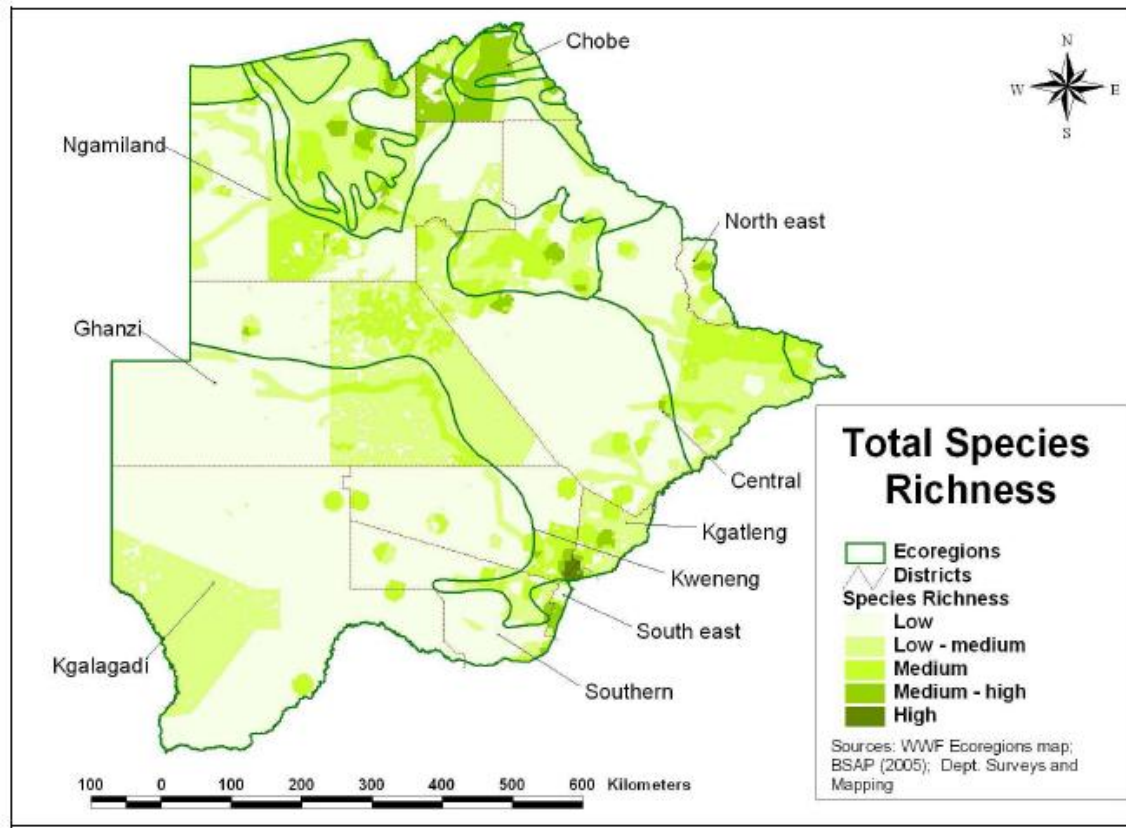 Chobe
N
W E
S
Ngamiland
North east
Ghanzi
Total Species
Richness
Central
Kgatleng
Ecoregions
Districts
Kweneng
Species Richness
Low
South east
Low - medium
Kgalagadi
Medium
Southern
Medium - high
High
Sources: WWF Ecoregions map;
BSAP (2005); Dept. Surveys and
Mapping
100 0 100 200 300 400 500 600 Kilometers